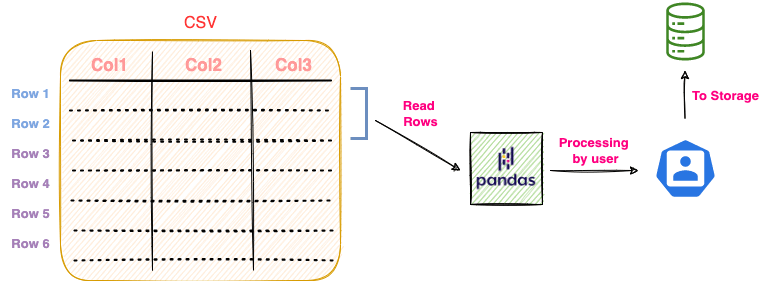 CSV
Col1 Col2 Col3
Row 1
Row 2
Row 3
Row 4
Row 5
Row 6
Read
Rows
pandas
Processing
by user
To Storage